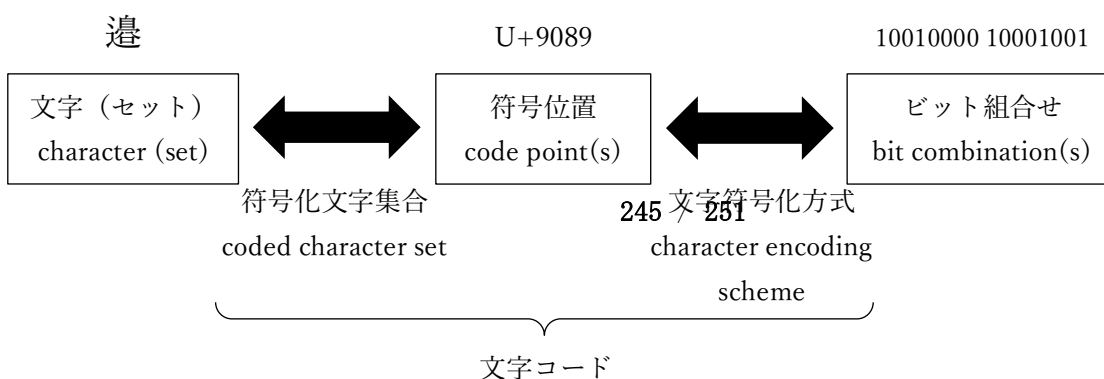 邉 U+9089 10010000 10001001
文字（セット） 符号位置 ビット組合せ
character (set) code point(s) bit combination(s)
符号化文字集合 文字符号化方式
245 / 251
coded character set character encoding
scheme
文字コード